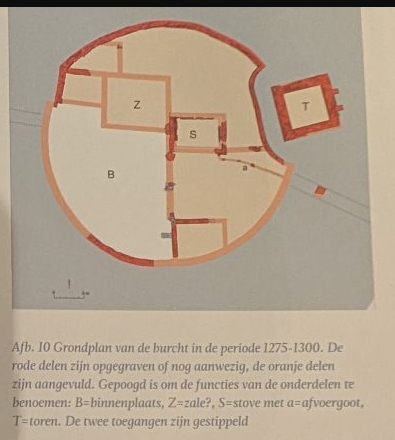 T
Z
S
B
a
Afb. 10 Grondplan van de burcht in de periode 1275-1300. De
rode delen zijn opgegraven of nog aanwezig, de oranje delen
zijn aangevuld. Gepoogd is om de functies van de onderdelen te
benoemen: B=binnenplaats, Z=zale?, S=stove met a=afvoergoot,
T=toren. De twee toegangen zijn gestippeld